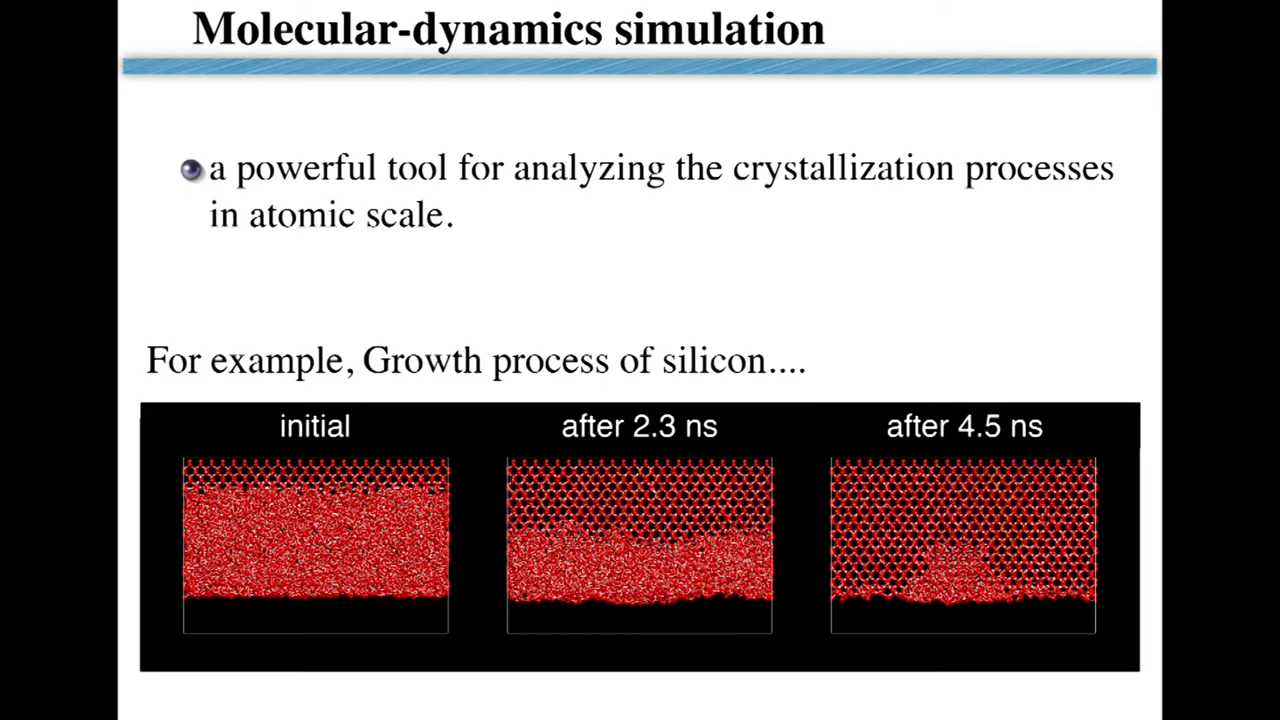 Molecular-dynamics simulation
a powerful tool for analyzing the crystallization processes
in atomic scale.
For example, Growth process of silicon....
initial
after 2.3 ns
after 4.5 ns